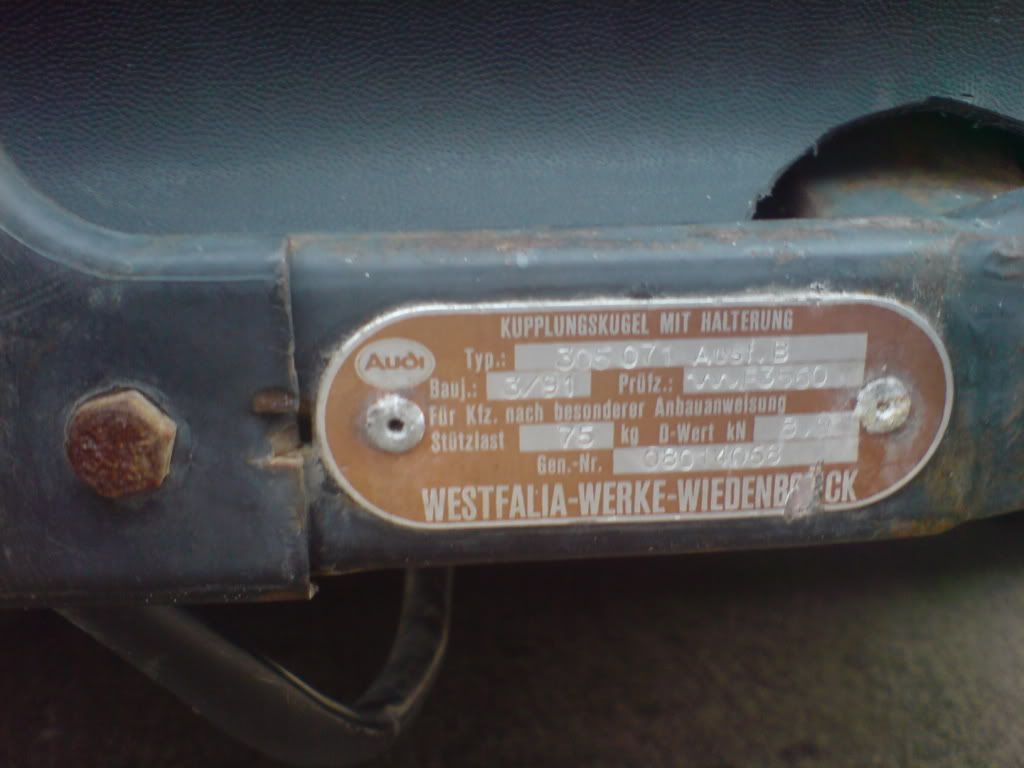 KUPPLUNGSKUGEL MIT HALTERUNG
Audi
Typ.: 305 071 Ausf. B
Bauj.: 3/91 Prüfz.: F3560
Für Kfz. nach besonderer Anbauanweisung
Stützlast 75 kg D-Wert kN
Gen.-Nr.
WESTFALIA-WERKE-WIEDENBRÜCK